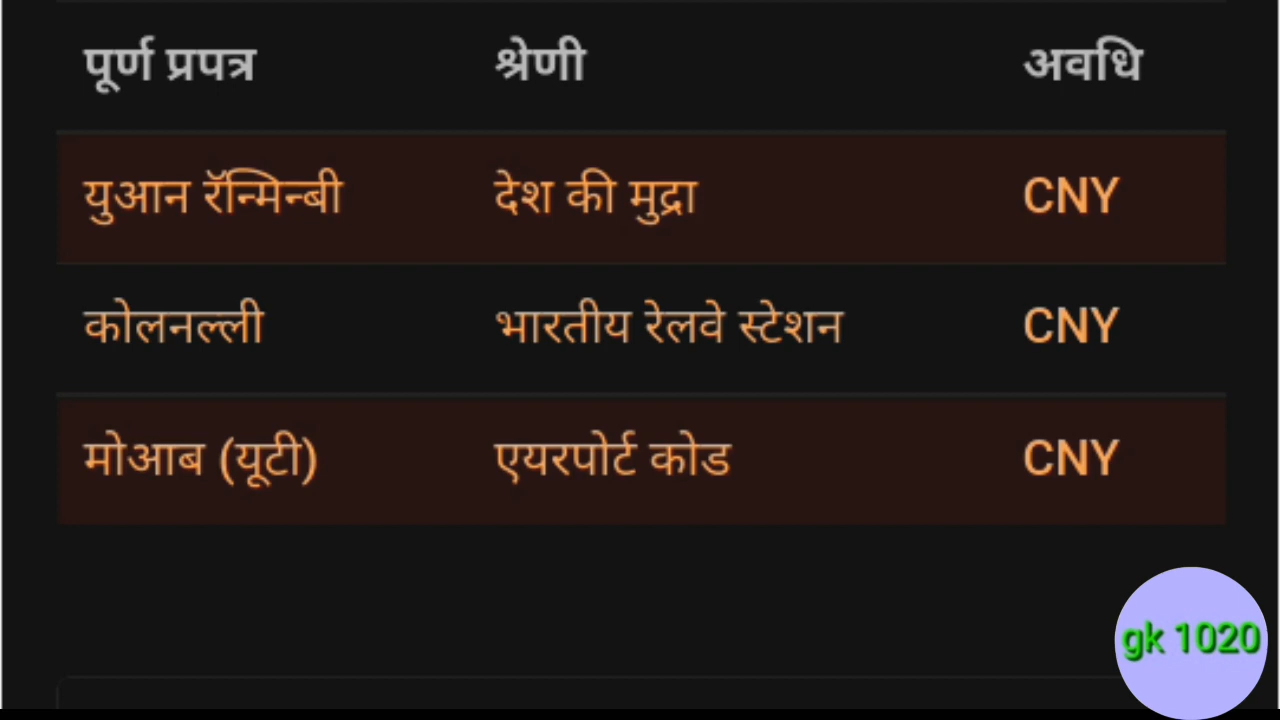 पूर्ण प्रपत्र श्रेणी अवधि
युआन रॅन्मिन्बी देश की मुद्रा CNY
कोलनल्ली भारतीय रेलवे स्टेशन CNY
मोआब (यूटी) एयरपोर्ट कोड CNY
gk 1020